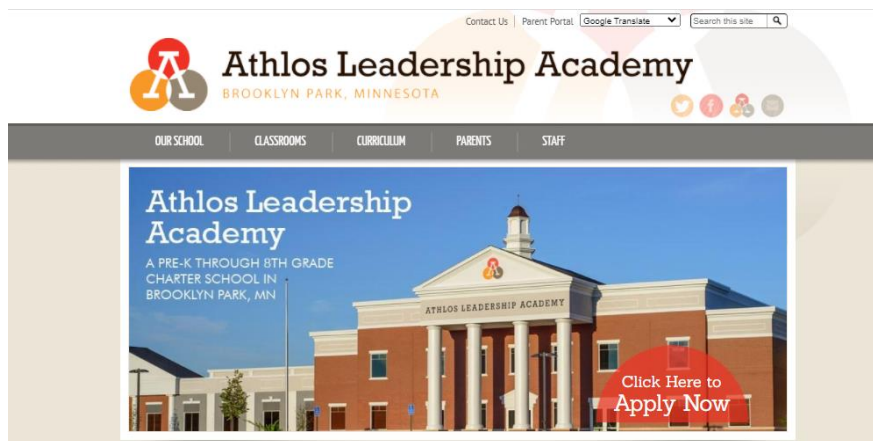 Contact Us | Parent Portal Google Translate Search this site
Athlos Leadership Academy
BROOKLYN PARK, MINNESOTA
OUR SCHOOL CLASSROOMS CURRICULUM PARENTS STAFF
Athlos Leadership
Academy
A PRE-K THROUGH 8TH GRADE
CHARTER SCHOOL IN
BROOKLYN PARK, MN
ATHLOS LEADERSHIP ACADEMY
Click Here to
Apply Now